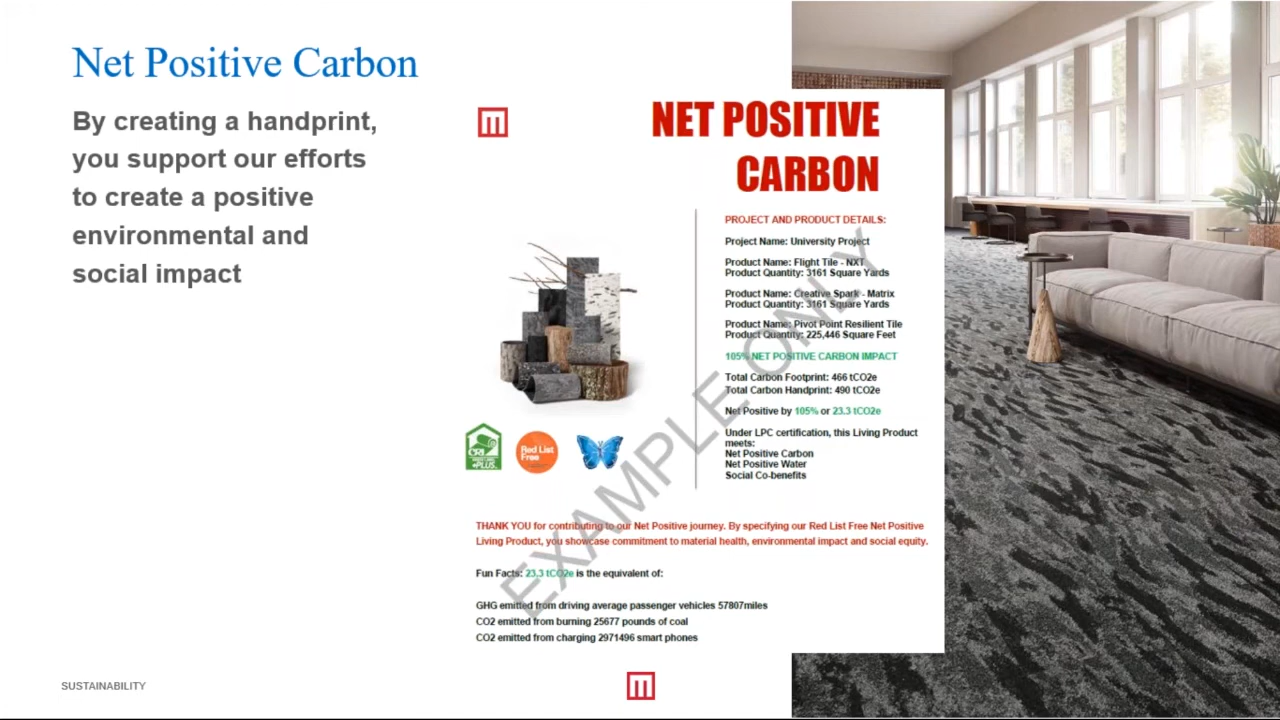 Net Positive Carbon
By creating a handprint,
you support our efforts
to create a positive
environmental and
social impact
NET POSITIVE
CARBON
PROJECT AND PRODUCT DETAILS:
Project Name: University Project
Product Name: Flight Tile - NXT
Product Quantity: 3161 Square Yards
Product Name: Creative Spark - Matrix
Product Quantity: 3161 Square Yards
Product Name: Pivot Point Resilient Tile
Product Quantity: 225,446 Square Feet
105% NET POSITIVE CARBON IMPACT
Total Carbon Footprint: 466 tCO2e
Total Carbon Handprint: 490 tCO2e
Net Positive by 105% or 23.3 tCO2e
Under LPC certification, this Living Product
meets:
Net Positive Carbon
Net Positive Water
Social Co-benefits
CRI
PLUS
Red List
Free
EXAMPLE ONLY
THANK YOU for contributing to our Net Positive journey. By specifying our Red List Free Net Positive
Living Product, you showcase commitment to material health, environmental impact and social equity.
Fun Facts: 23.3 tCO2e is the equivalent of:
GHG emitted from driving average passenger vehicles 57807miles
CO2 emitted from burning 25677 pounds of coal
CO2 emitted from charging 2971496 smart phones
SUSTAINABILITY